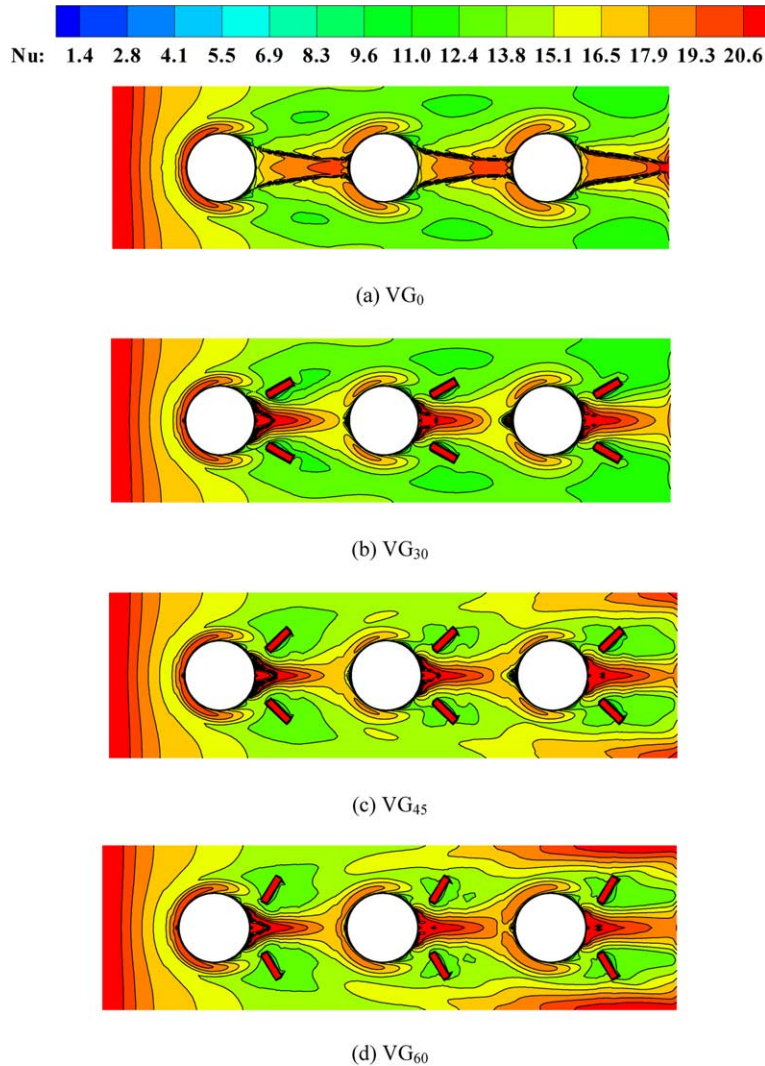 Nu: 1.4 2.8 4.1 5.5 6.9 8.3 9.6 11.0 12.4 13.8 15.1 16.5 17.9 19.3 20.6
(a) VG₀
(b) VG₃₀
(c) VG₄₅
(d) VG₆₀